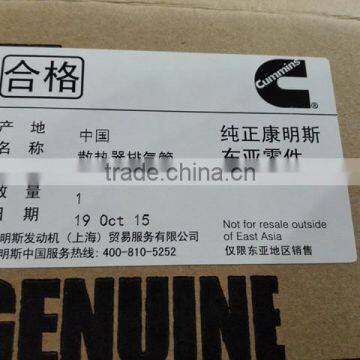 合格
Cummins
产 地 中国
名 称 散热器排气管
trade.china.cn
数 量 1
日 期 19 Oct 15
纯正康明斯
东亚零件
Not for resale outside
of East Asia
仅限东亚地区销售
明斯发动机（上海）贸易服务有限公司
明斯中国服务热线: 400-810-5252
GENUINE